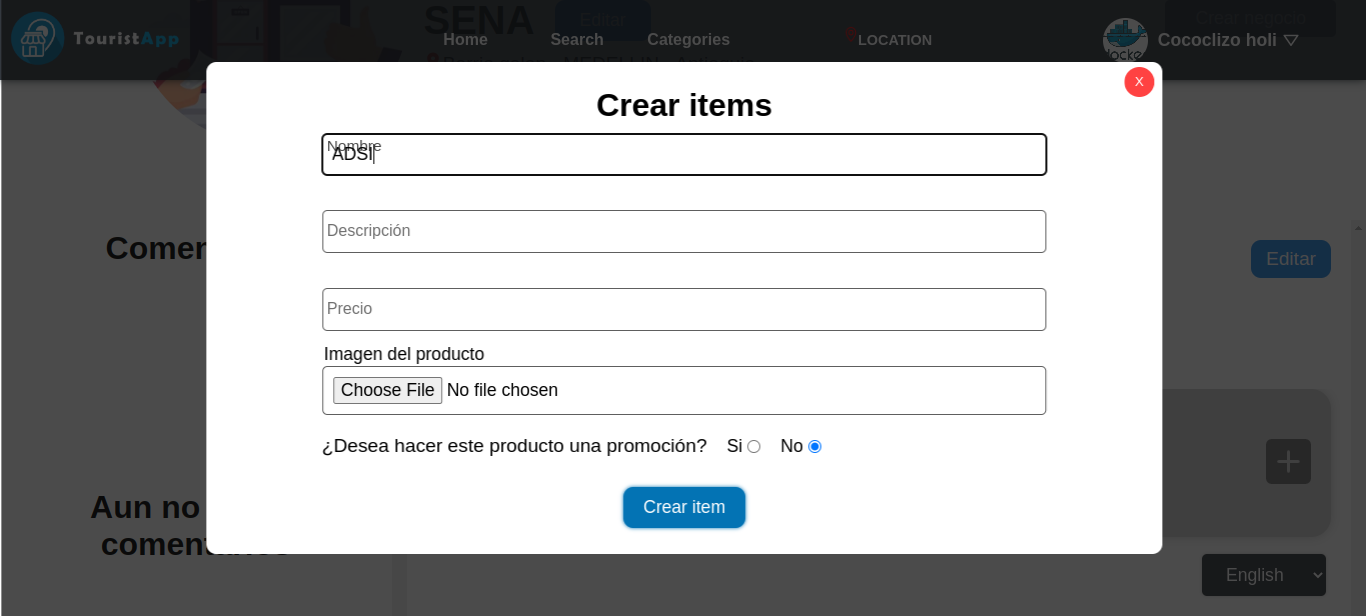 SENA
Editar
Crear negocio
TouristApp
Home
Search
Categories
LOCATION
Cococlizo holi
X
Crear items
Nombre
ADSI
Descripción
Precio
Imagen del producto
Choose File No file chosen
¿Desea hacer este producto una promoción? Si No
Crear item
Comen
Editar
Aun no
English